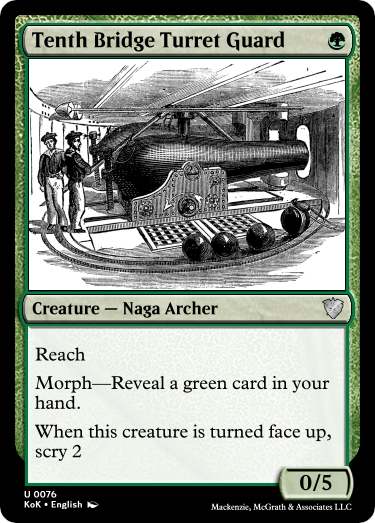 Tenth Bridge Turret Guard
Creature — Naga Archer
Reach
Morph—Reveal a green card in your
hand.
When this creature is turned face up,
scry 2
0/5
U 0076
KoK • English
Mackenzie, McGrath & Associates LLC